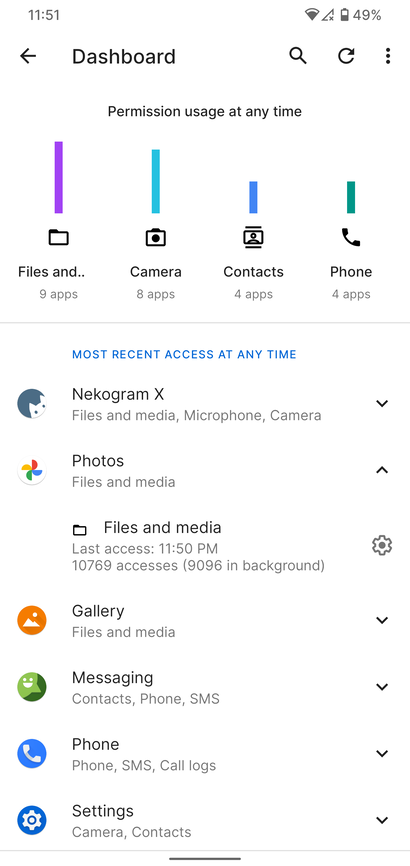 11:51
49%
Dashboard
Permission usage at any time
Files and..
Camera
Contacts
Phone
9 apps
8 apps
4 apps
4 apps
MOST RECENT ACCESS AT ANY TIME
Nekogram X
Files and media, Microphone, Camera
Photos
Files and media
Files and media
Last access: 11:50 PM
10769 accesses (9096 in background)
Gallery
Files and media
Messaging
Contacts, Phone, SMS
Phone
Phone, SMS, Call logs
Settings
Camera, Contacts